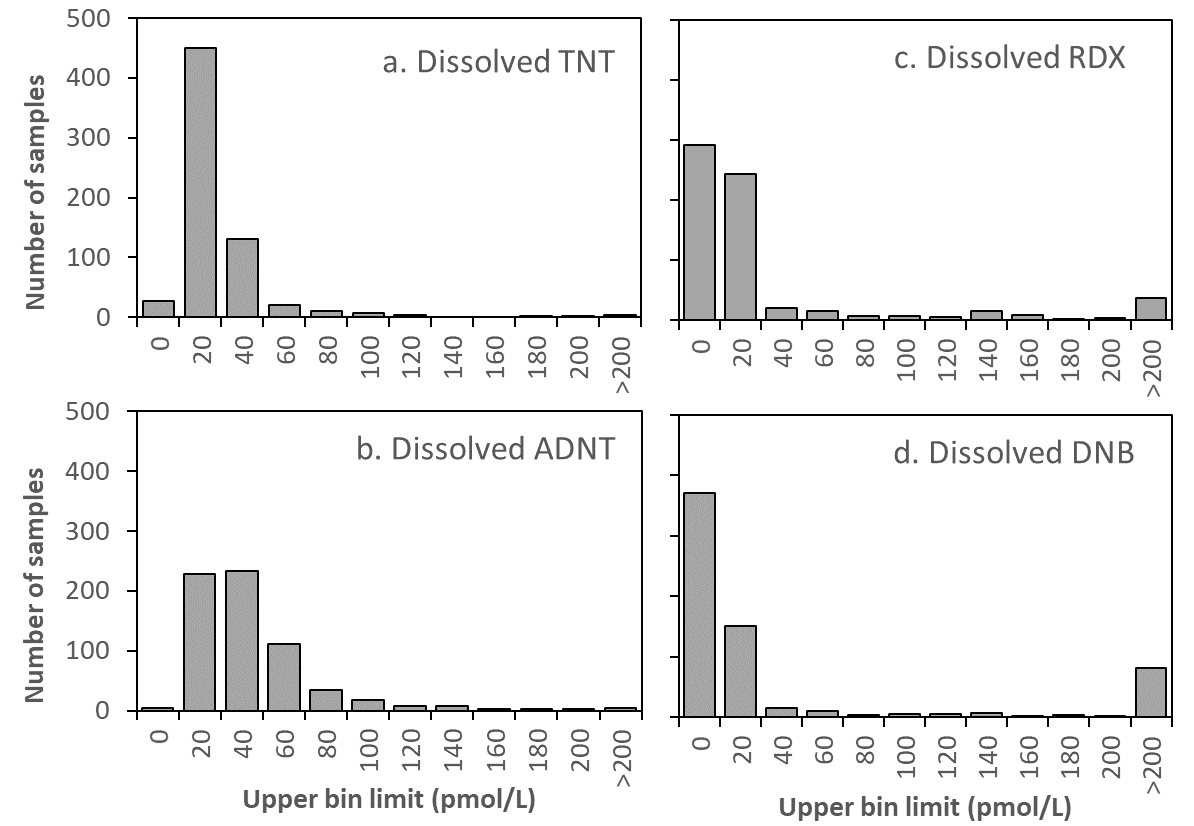 a. Dissolved TNT
Number of samples
500
400
300
200
100
0
0 20 40 60 80 100 120 140 160 180 200 >200
c. Dissolved RDX
0 20 40 60 80 100 120 140 160 180 200 >200
b. Dissolved ADNT
Number of samples
500
400
300
200
100
0
0 20 40 60 80 100 120 140 160 180 200 >200
Upper bin limit (pmol/L)
d. Dissolved DNB
0 20 40 60 80 100 120 140 160 180 200 >200
Upper bin limit (pmol/L)